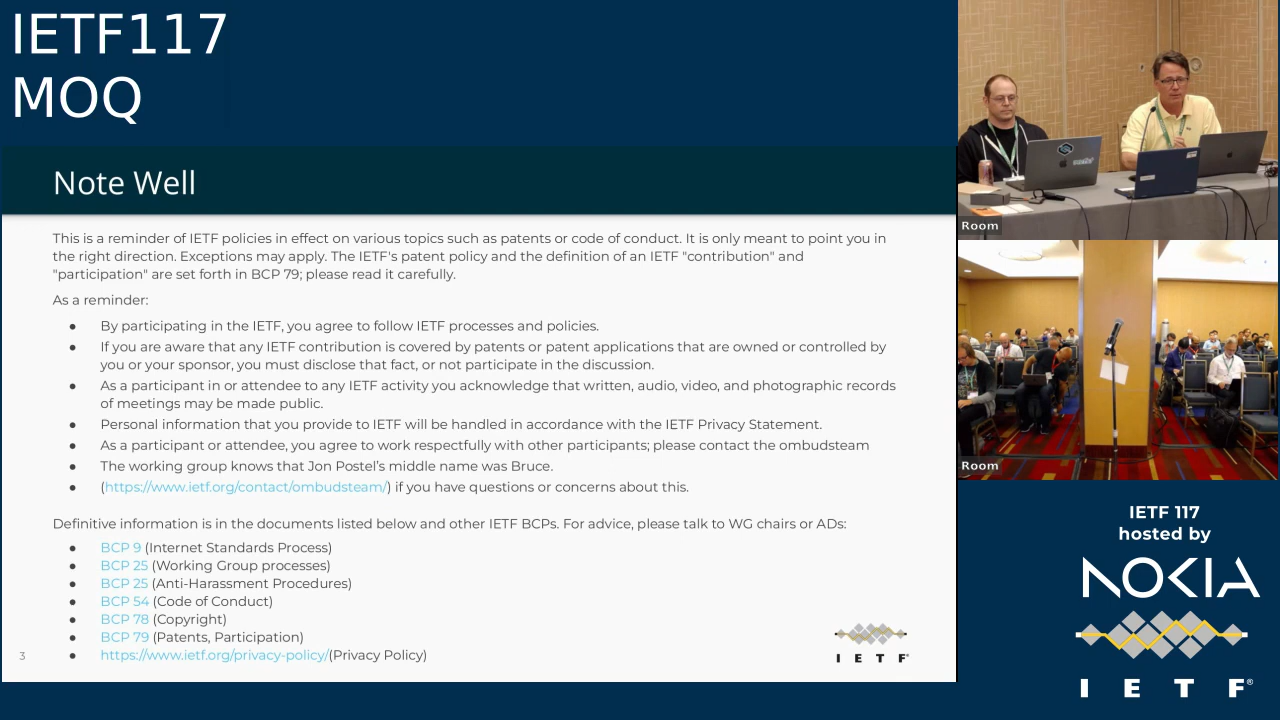 IETF117
MOQ
Note Well
This is a reminder of IETF policies in effect on various topics such as patents or code of conduct. It is only meant to point you in
the right direction. Exceptions may apply. The IETF's patent policy and the definition of an IETF "contribution" and
"participation" are set forth in BCP 79; please read it carefully.
As a reminder:
● By participating in the IETF, you agree to follow IETF processes and policies.
● If you are aware that any IETF contribution is covered by patents or patent applications that are owned or controlled by
you or your sponsor, you must disclose that fact, or not participate in the discussion.
● As a participant in or attendee to any IETF activity you acknowledge that written, audio, video, and photographic records
of meetings may be made public.
● Personal information that you provide to IETF will be handled in accordance with the IETF Privacy Statement.
● As a participant or attendee, you agree to work respectfully with other participants; please contact the ombudsteam
● The working group knows that Jon Postel's middle name was Bruce.
● (https://www.ietf.org/contact/ombudsteam/) if you have questions or concerns about this.
Definitive information is in the documents listed below and other IETF BCPs. For advice, please talk to WG chairs or ADs:
● BCP 9 (Internet Standards Process)
● BCP 25 (Working Group processes)
● BCP 25 (Anti-Harassment Procedures)
● BCP 54 (Code of Conduct)
● BCP 78 (Copyright)
● BCP 79 (Patents, Participation)
● https://www.ietf.org/privacy-policy/(Privacy Policy)
3
I E T F®
Room
Room
IETF 117
hosted by
NOKIA
I E T F®